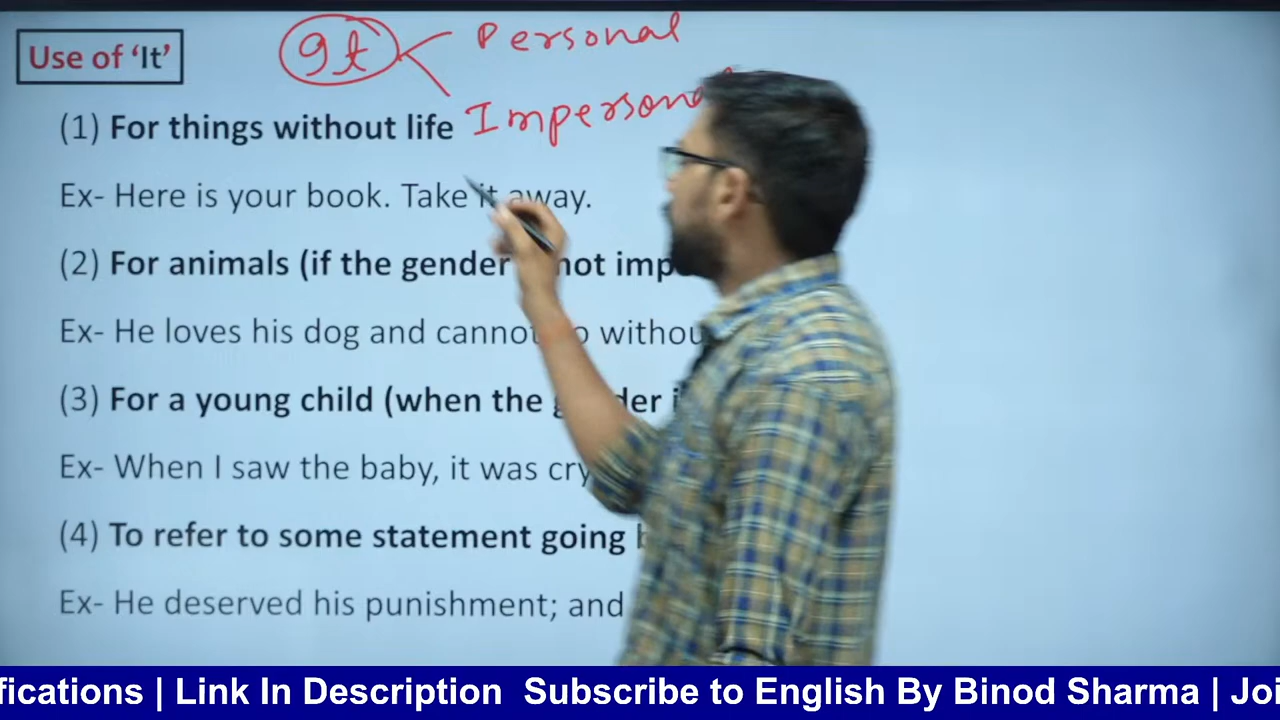 Use of ‘It’
It
Personal
Impersona
(1) For things without life
Ex- Here is your book. Take it away.
(2) For animals (if the gender not imp
Ex- He loves his dog and cannot withou
(3) For a young child (when the
Ex- When I saw the baby, it was cry
(4) To refer to some statement going
Ex- He deserved his punishment; and
fications | Link In Description Subscribe to English By Binod Sharma | Joi